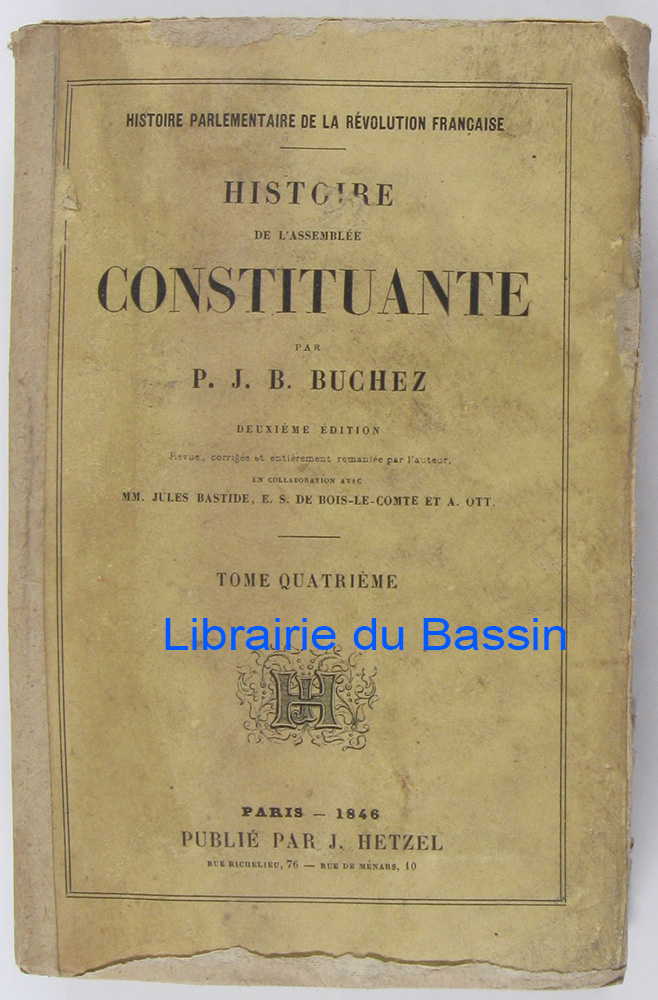 HISTOIRE PARLEMENTAIRE DE LA RÉVOLUTION FRANÇAISE
HISTOIRE
DE L'ASSEMBLÉE
CONSTITUANTE
PAR
P. J. B. BUCHEZ
DEUXIÈME ÉDITION
Revue, corrigée et entièrement remaniée par l'auteur,
EN COLLABORATION AVEC
MM. JULES BASTIDE, E. S. DE BOIS-LE-COMTE ET A. OTT.
TOME QUATRIÈME
Librairie du Bassin
JH
PARIS — 1846
PUBLIÉ PAR J. HETZEL
RUE RICHELIEU, 76 — RUE DE MÉNARS, 10